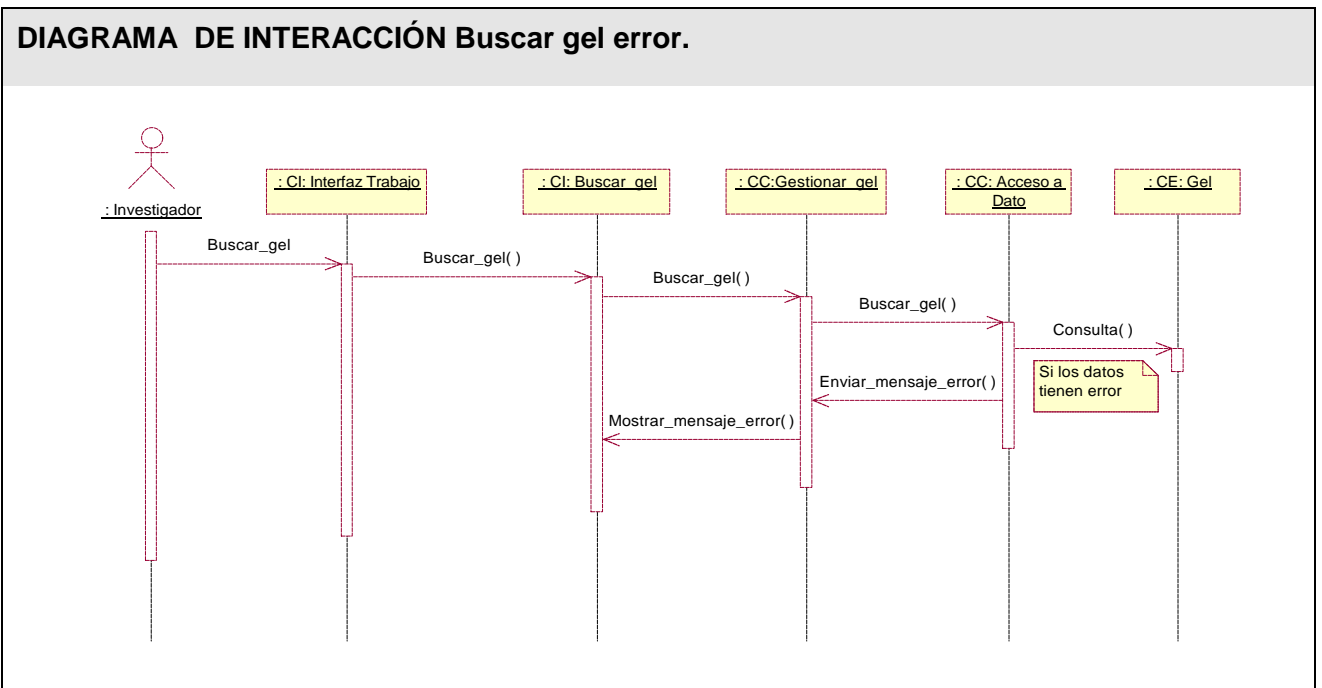 DIAGRAMA  DE INTERACCIÓN Buscar gel error.
: Investigador
: CI: Interfaz Trabajo
: CI: Buscar_gel
: CC:Gestionar_gel
: CC: Acceso a
Dato
: CE: Gel
Buscar_gel
Buscar_gel( )
Buscar_gel( )
Buscar_gel( )
Consulta( )
Si los datos
tienen error
Enviar_mensaje_error( )
Mostrar_mensaje_error( )